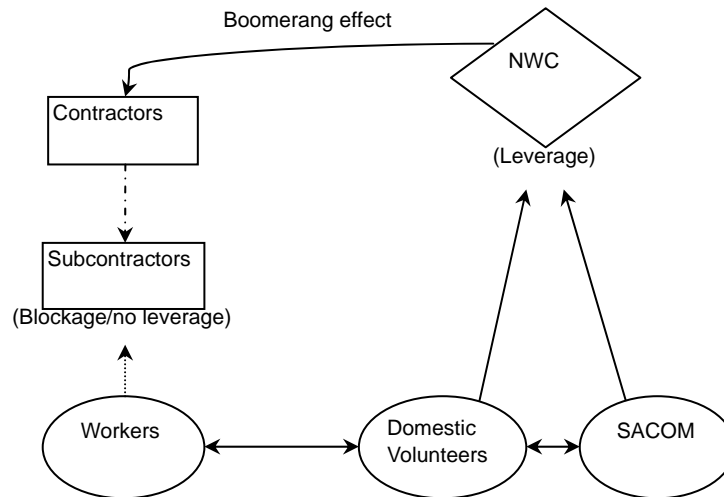 Boomerang effect
NWC
Contractors
(Leverage)
Subcontractors
(Blockage/no leverage)
Workers
Domestic
Volunteers
SACOM